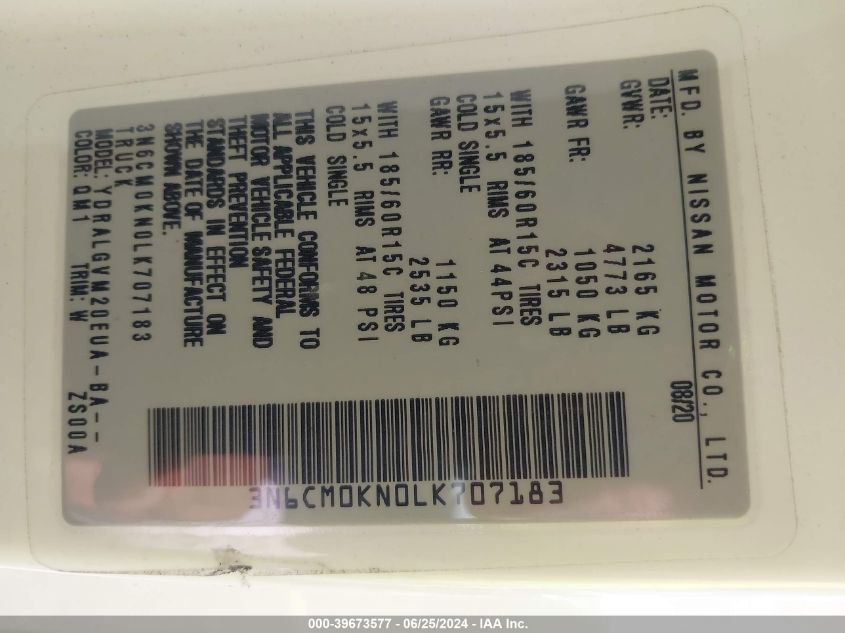 MFD. BY NISSAN MOTOR CO., LTD.
DATE: 08/20
GVWR: 2165 KG
4773 LB
GAWR FR: 1050 KG
2315 LB
WITH 185/60R15C TIRES
15x5.5 RIMS AT 44PSI
COLD SINGLE
GAWR RR: 1150 KG
2535 LB
WITH 185/60R15C TIRES
15x5.5 RIMS AT 48 PSI
COLD SINGLE
THIS VEHICLE CONFORMS TO
ALL APPLICABLE FEDERAL
MOTOR VEHICLE SAFETY AND
THEFT PREVENTION
STANDARDS IN EFFECT ON
THE DATE OF MANUFACTURE
SHOWN ABOVE.
3N6CM0KN0LK707183
TRUCK
MODEL: YDRALGVM20EUA-BA--
COLOR: QM1 TRIM: W ZS00A
3N6CM0KN0LK707183
000-39673577 - 06/25/2024 - IAA Inc.